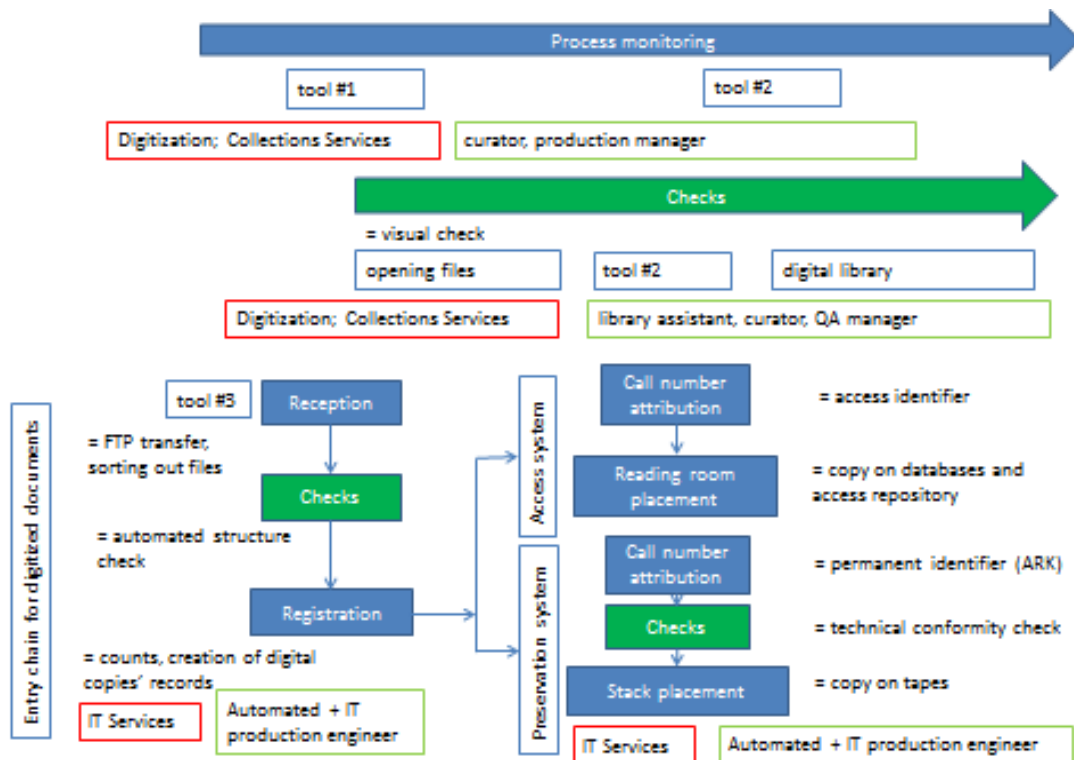 Process monitoring
tool #1
tool #2
Digitization; Collections Services
curator, production manager
Checks
= visual check
opening files
tool #2
digital library
Digitization; Collections Services
library assistant, curator, QA manager
Entry chain for digitized documents
tool #3
Reception
= FTP transfer,
sorting out files
Checks
= automated structure
check
Registration
= counts, creation of digital
copies' records
IT Services
Automated + IT
production engineer
Access system
Call number
attribution
= access identifier
Reading room
placement
= copy on databases and
access repository
Preservation system
Call number
attribution
= permanent identifier (ARK)
Checks
= technical conformity check
Stack placement
= copy on tapes
IT Services
Automated + IT production engineer